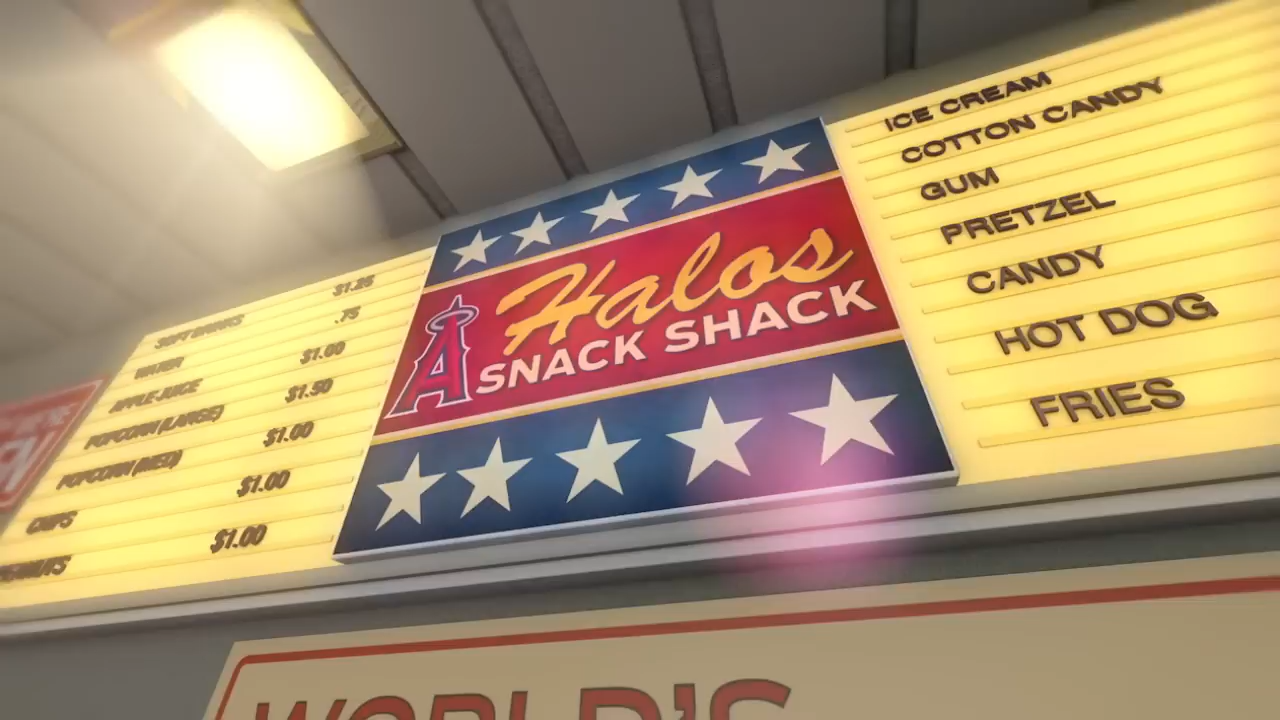 SOFT DRINKS $1.25
WATER .75
APPLE JUICE $1.00
POPCORN (LARGE) $1.50
POPCORN (MED) $1.00
CHIPS $1.00
PEANUTS $1.00
A
Halos
SNACK SHACK
ICE CREAM
COTTON CANDY
GUM
PRETZEL
CANDY
HOT DOG
FRIES
WORLD'S